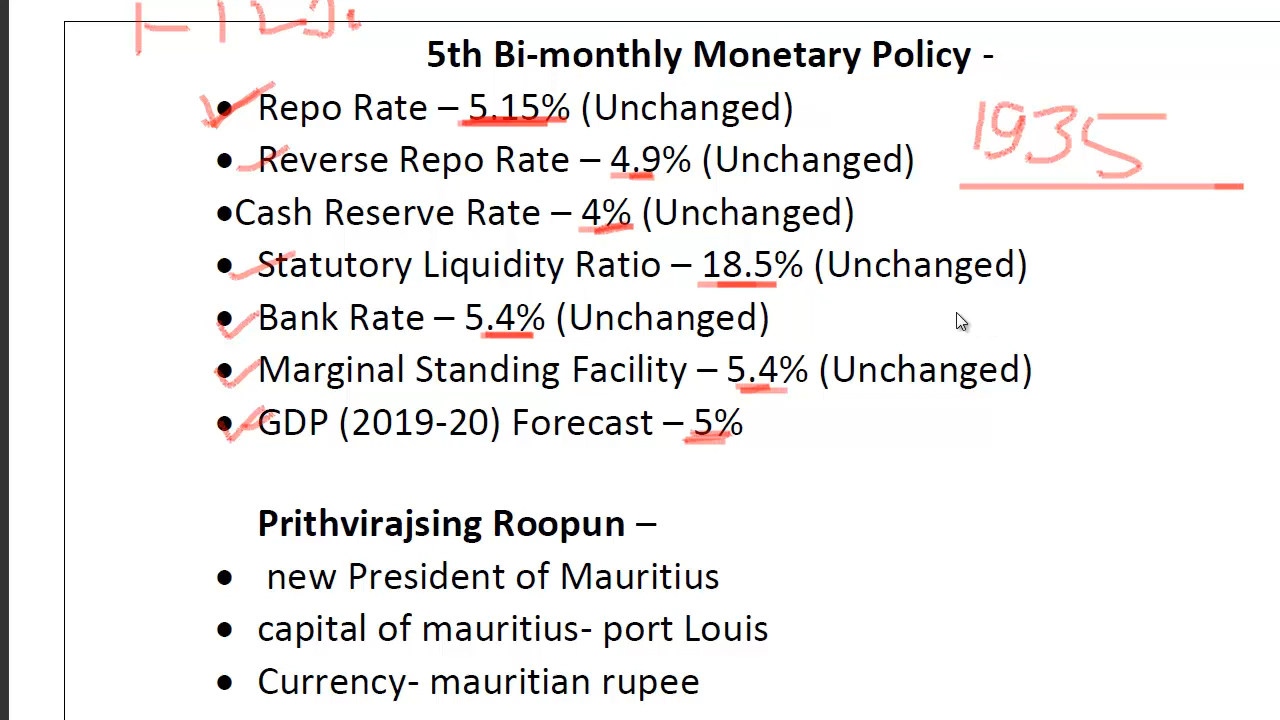 5th Bi-monthly Monetary Policy -
• Repo Rate – 5.15% (Unchanged)
1935
• Reverse Repo Rate – 4.9% (Unchanged)
•Cash Reserve Rate – 4% (Unchanged)
• Statutory Liquidity Ratio – 18.5% (Unchanged)
• Bank Rate – 5.4% (Unchanged)
• Marginal Standing Facility – 5.4% (Unchanged)
• GDP (2019-20) Forecast – 5%
Prithvirajsing Roopun –
• new President of Mauritius
• capital of mauritius- port Louis
• Currency- mauritian rupee